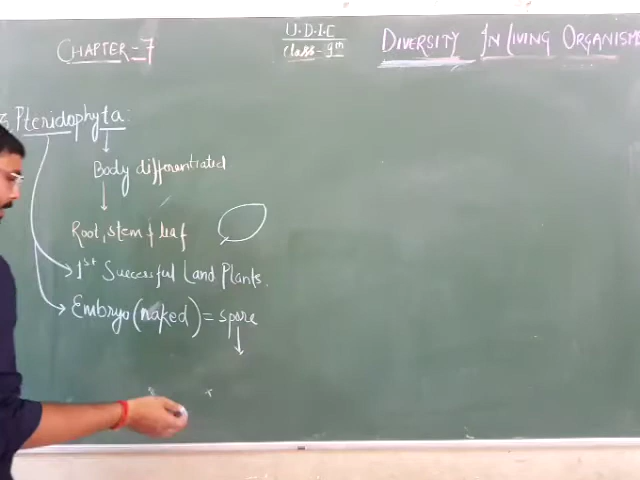 U.D.I.C
CHAPTER-7
Class-9th
DIVERSITY IN LIVING ORGANISMS
Pteridophyta:
Body differentiated
Root, stem & leaf
1st Successful Land Plants.
Embryo (naked) = spore